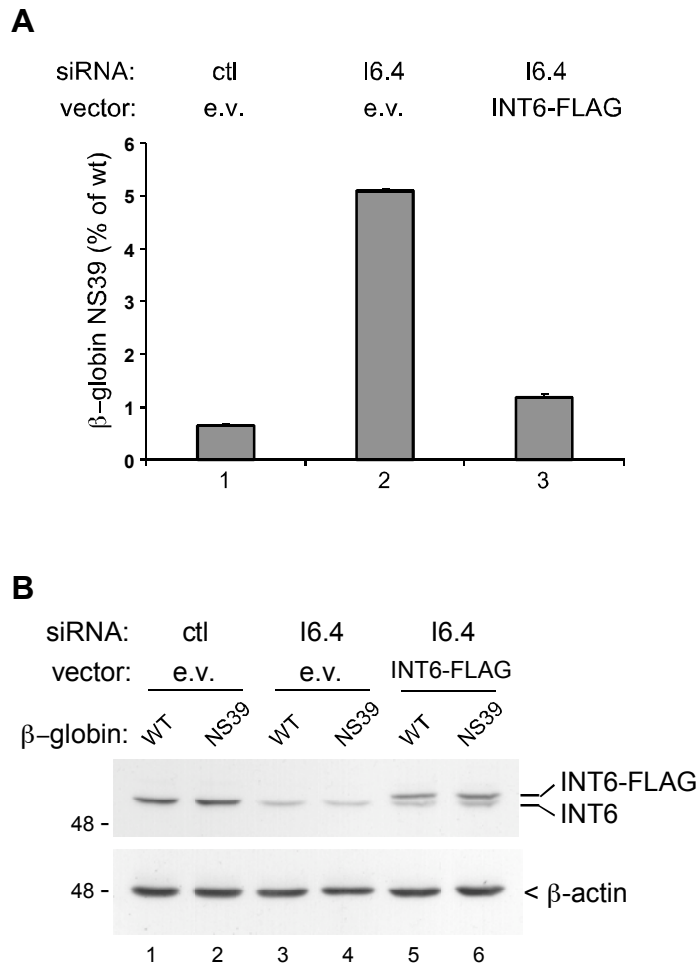 A
siRNA: ctl I6.4 I6.4
vector: e.v. e.v. INT6-FLAG
β–globin NS39 (% of wt)
6
5
4
3
2
1
0
1 2 3
B
siRNA: ctl I6.4 I6.4
vector: e.v. e.v. INT6-FLAG
β–globin: WT NS39 WT NS39 WT NS39
INT6-FLAG
INT6
48 -
48 - < β-actin
1 2 3 4 5 6